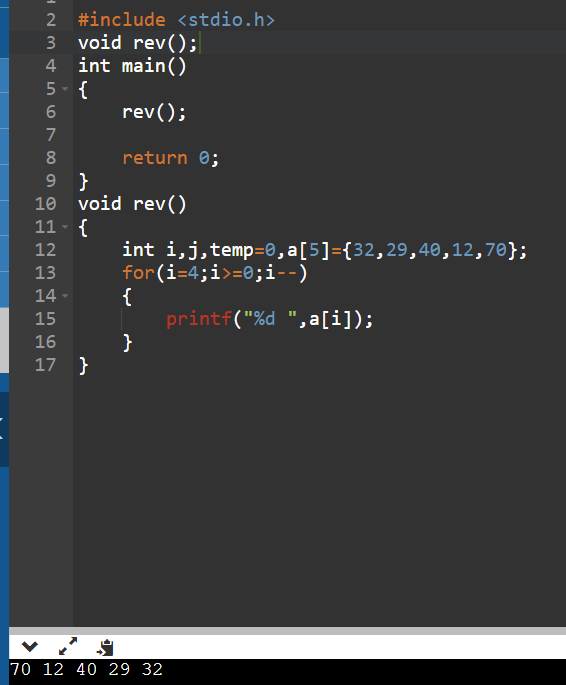 2 #include <stdio.h>
3 void rev();
4 int main()
5 {
6 rev();
7
8 return 0;
9 }
10 void rev()
11 {
12 int i,j,temp=0,a[5]={32,29,40,12,70};
13 for(i=4;i>=0;i--)
14 {
15 printf("%d ",a[i]);
16 }
17 }
70 12 40 29 32